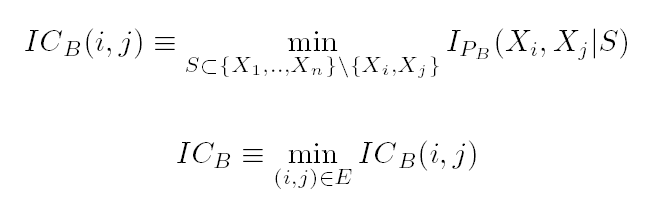 IC_B(i, j) ≡ min_{S⊂{X_1,..,X_n}\{X_i,X_j}} I_{P_B}(X_i, X_j|S)
IC_B ≡ min_{(i,j)∈E} IC_B(i, j)